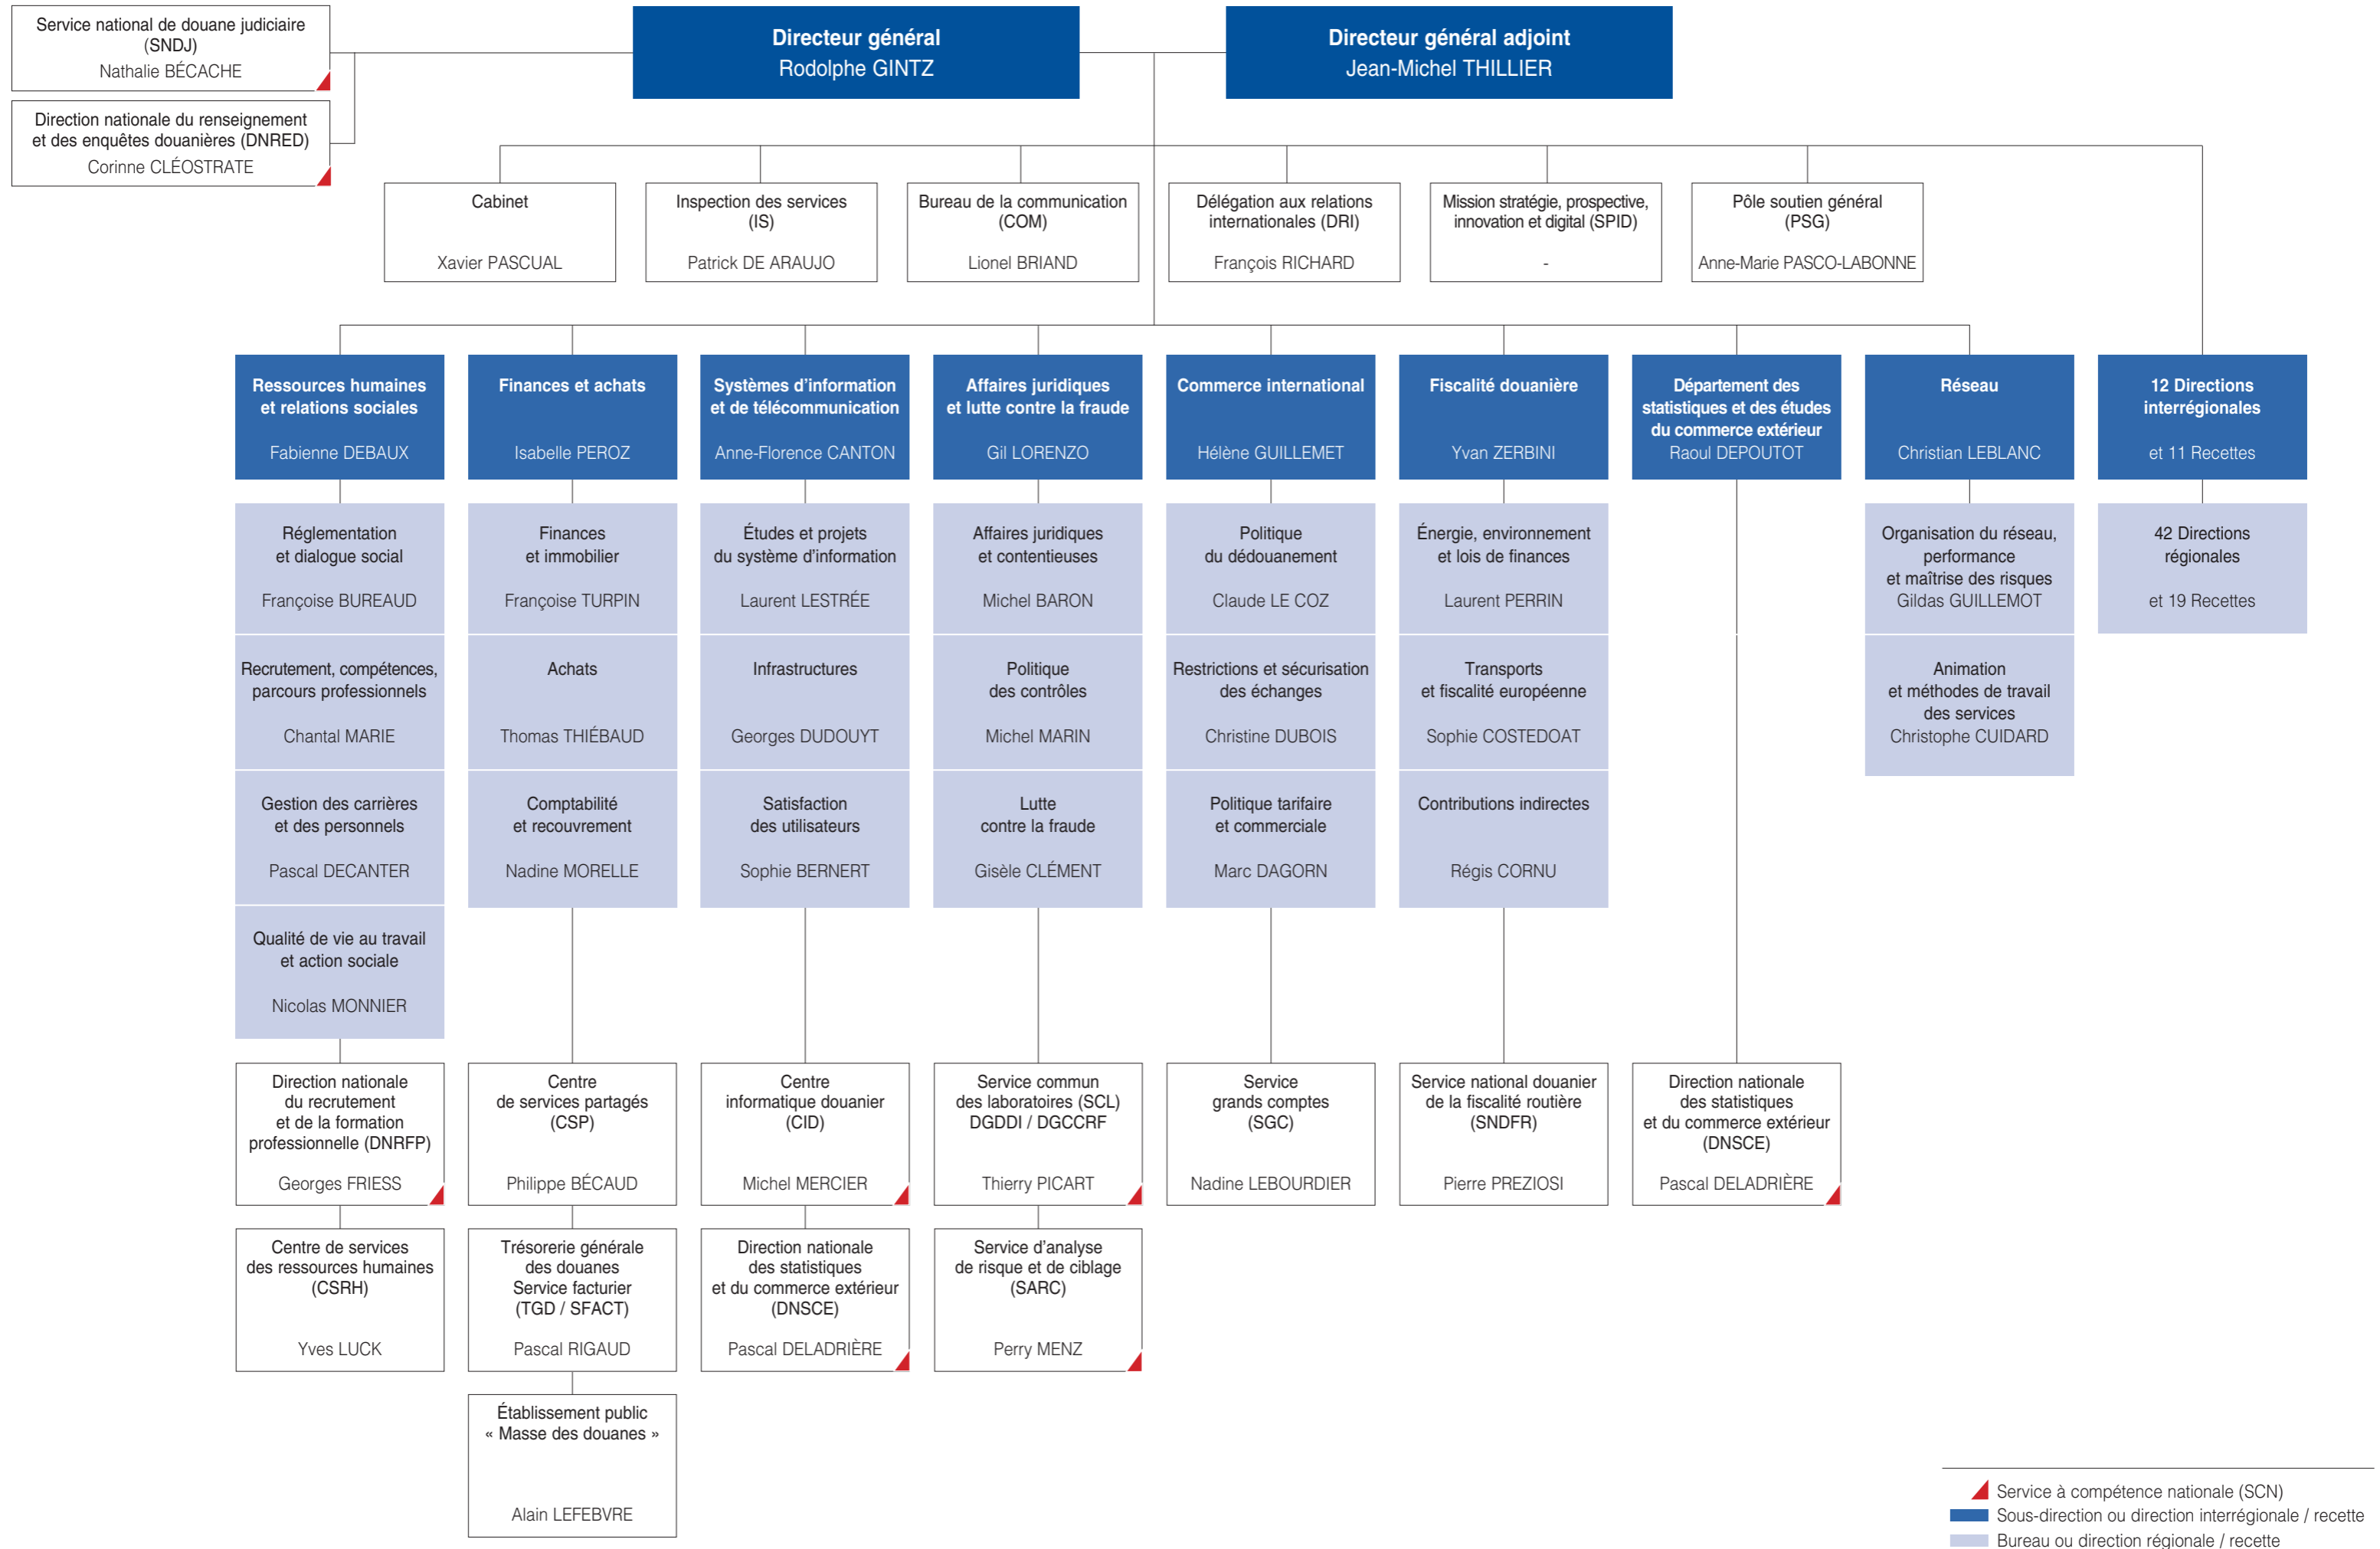 Service national de douane judiciaire
(SNDJ)
Nathalie BÉCACHE
Direction nationale du renseignement
et des enquêtes douanières (DNRED)
Corinne CLÉOSTRATE
Directeur général
Rodolphe GINTZ
Directeur général adjoint
Jean-Michel THILLIER
Cabinet
Xavier PASCUAL
Inspection des services
(IS)
Patrick DE ARAUJO
Bureau de la communication
(COM)
Lionel BRIAND
Délégation aux relations
internationales (DRI)
François RICHARD
Mission stratégie, prospective,
innovation et digital (SPID)
-
Pôle soutien général
(PSG)
Anne-Marie PASCO-LABONNE
Ressources humaines
et relations sociales
Fabienne DEBAUX
Finances et achats
Isabelle PEROZ
Systèmes d’information
et de télécommunication
Anne-Florence CANTON
Affaires juridiques
et lutte contre la fraude
Gil LORENZO
Commerce international
Hélène GUILLEMET
Fiscalité douanière
Yvan ZERBINI
Département des
statistiques et des études
du commerce extérieur
Raoul DEPOUTOT
Réseau
Christian LEBLANC
12 Directions
interrégionales
et 11 Recettes
Réglementation
et dialogue social
Françoise BUREAUD
Finances
et immobilier
Françoise TURPIN
Études et projets
du système d’information
Laurent LESTRÉE
Affaires juridiques
et contentieuses
Michel BARON
Politique
du dédouanement
Claude LE COZ
Énergie, environnement
et lois de finances
Laurent PERRIN
Organisation du réseau,
performance
et maîtrise des risques
Gildas GUILLEMOT
42 Directions
régionales
et 19 Recettes
Recrutement, compétences,
parcours professionnels
Chantal MARIE
Achats
Thomas THIÉBAUD
Infrastructures
Georges DUDOUYT
Politique
des contrôles
Michel MARIN
Restrictions et sécurisation
des échanges
Christine DUBOIS
Transports
et fiscalité européenne
Sophie COSTEDOAT
Animation
et méthodes de travail
des services
Christophe CUIDARD
Gestion des carrières
et des personnels
Pascal DECANTER
Comptabilité
et recouvrement
Nadine MORELLE
Satisfaction
des utilisateurs
Sophie BERNERT
Lutte
contre la fraude
Gisèle CLÉMENT
Politique tarifaire
et commerciale
Marc DAGORN
Contributions indirectes
Régis CORNU
Qualité de vie au travail
et action sociale
Nicolas MONNIER
Direction nationale
du recrutement
et de la formation
professionnelle (DNRFP)
Georges FRIESS
Centre
de services partagés
(CSP)
Philippe BÉCAUD
Centre
informatique douanier
(CID)
Michel MERCIER
Service commun
des laboratoires (SCL)
DGDDI / DGCCRF
Thierry PICART
Service
grands comptes
(SGC)
Nadine LEBOURDIER
Service national douanier
de la fiscalité routière
(SNDFR)
Pierre PREZIOSI
Direction nationale
des statistiques
et du commerce extérieur
(DNSCE)
Pascal DELADRIÈRE
Centre de services
des ressources humaines
(CSRH)
Yves LUCK
Trésorerie générale
des douanes
Service facturier
(TGD / SFACT)
Pascal RIGAUD
Direction nationale
des statistiques
et du commerce extérieur
(DNSCE)
Pascal DELADRIÈRE
Service d’analyse
de risque et de ciblage
(SARC)
Perry MENZ
Établissement public
« Masse des douanes »
Alain LEFEBVRE
Service à compétence nationale (SCN)
Sous-direction ou direction interrégionale / recette
Bureau ou direction régionale / recette